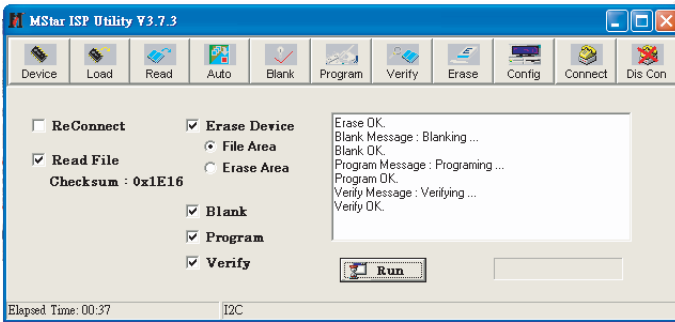 MStar ISP Utility V3.7.3
Device Load Read Auto Blank Program Verify Erase Config Connect Dis Con
ReConnect
Read File
Checksum : 0x1E16
Erase Device
File Area
Erase Area
Blank
Program
Verify
Erase OK.
Blank Message : Blanking ...
Blank OK.
Program Message : Programing ...
Program OK.
Verify Message : Verifying ...
Verify OK.
Run
Elapsed Time: 00:37 I2C